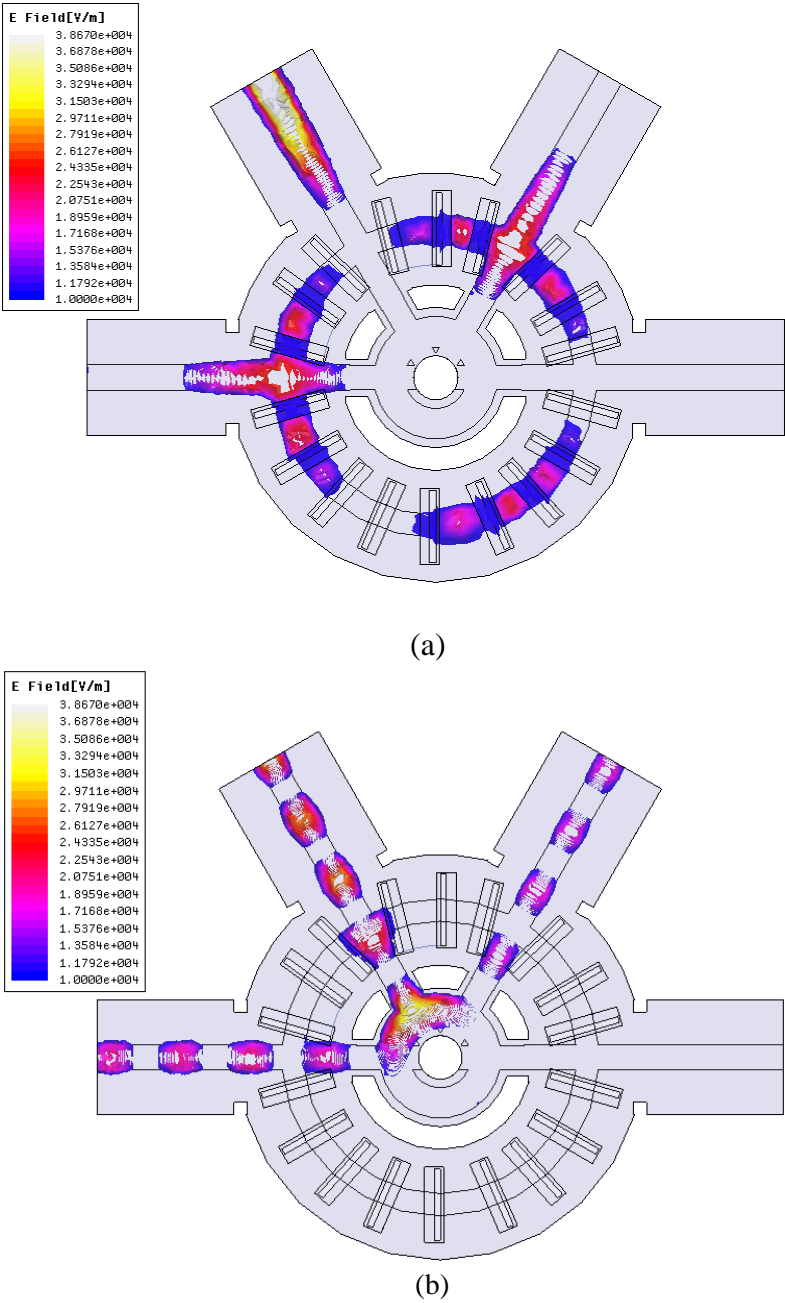 E Field[V/m]
3.8670e+004
3.6878e+004
3.5086e+004
3.3294e+004
3.1503e+004
2.9711e+004
2.7919e+004
2.6127e+004
2.4335e+004
2.2543e+004
2.0751e+004
1.8959e+004
1.7168e+004
1.5376e+004
1.3584e+004
1.1792e+004
1.0000e+004
(a)
E Field[V/m]
3.8670e+004
3.6878e+004
3.5086e+004
3.3294e+004
3.1503e+004
2.9711e+004
2.7919e+004
2.6127e+004
2.4335e+004
2.2543e+004
2.0751e+004
1.8959e+004
1.7168e+004
1.5376e+004
1.3584e+004
1.1792e+004
1.0000e+004
(b)